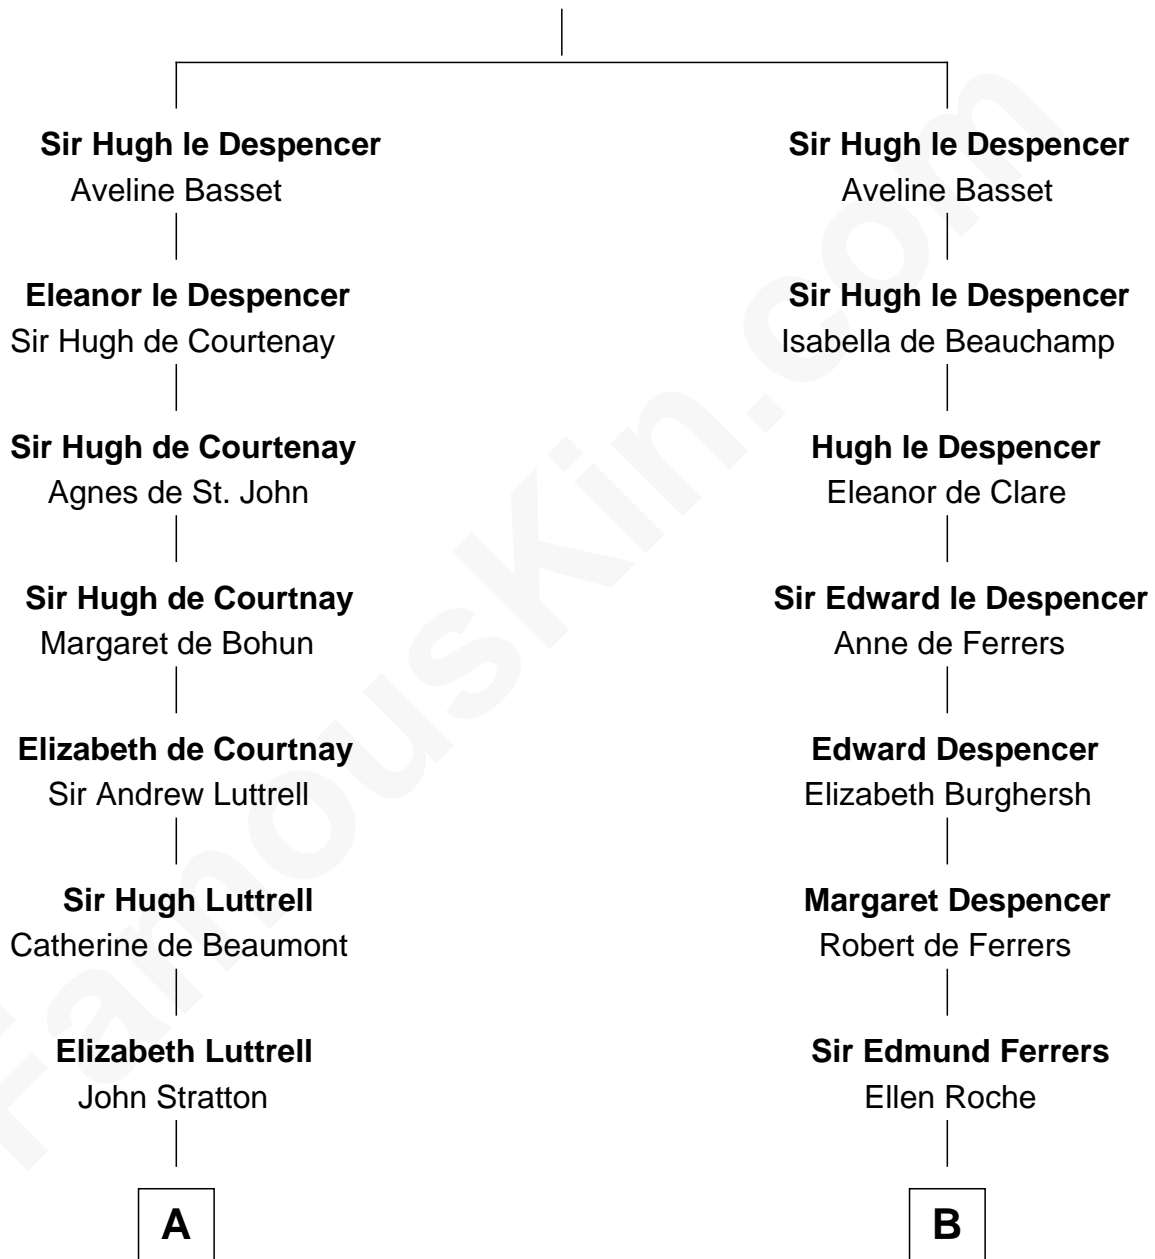 Sir Hugh le Despencer
Aveline Basset
Eleanor le Despencer
Sir Hugh de Courtenay
Sir Hugh de Courtenay
Agnes de St. John
Sir Hugh de Courtnay
Margaret de Bohun
Elizabeth de Courtnay
Sir Andrew Luttrell
Sir Hugh Luttrell
Catherine de Beaumont
Elizabeth Luttrell
John Stratton
A
Sir Hugh le Despencer
Aveline Basset
Sir Hugh le Despencer
Isabella de Beauchamp
Hugh le Despencer
Eleanor de Clare
Sir Edward le Despencer
Anne de Ferrers
Edward Despencer
Elizabeth Burghersh
Margaret Despencer
Robert de Ferrers
Sir Edmund Ferrers
Ellen Roche
B
FamousKin.com